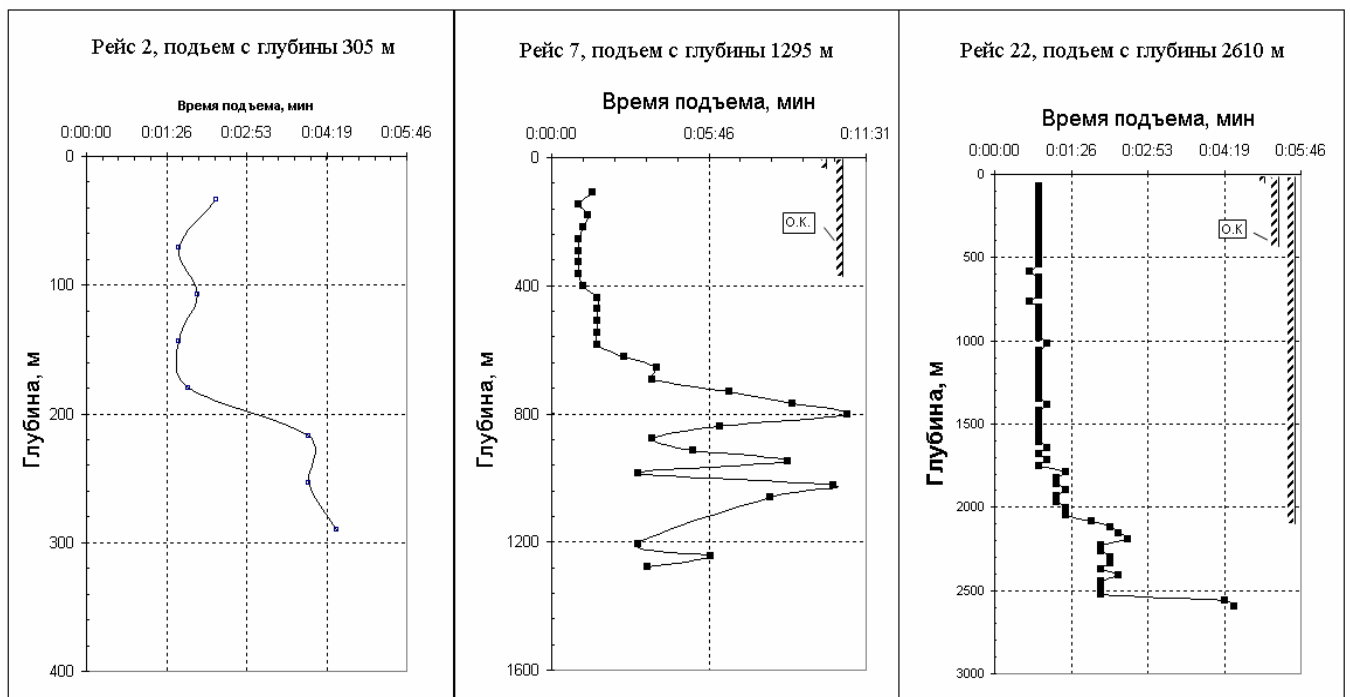 Рейс 2, подъем с глубины 305 м
Время подъема, мин
0:00:00 0:01:26 0:02:53 0:04:19 0:05:46
0
100
200
300
400
Глубина, м
Рейс 7, подъем с глубины 1295 м
Время подъема, мин
0:00:00 0:05:46 0:11:31
0
400
800
1200
1600
Глубина, м
О.К.
Рейс 22, подъем с глубины 2610 м
Время подъема, мин
0:00:00 0:01:26 0:02:53 0:04:19 0:05:46
0
500
1000
1500
2000
2500
3000
Глубина, м
О.К